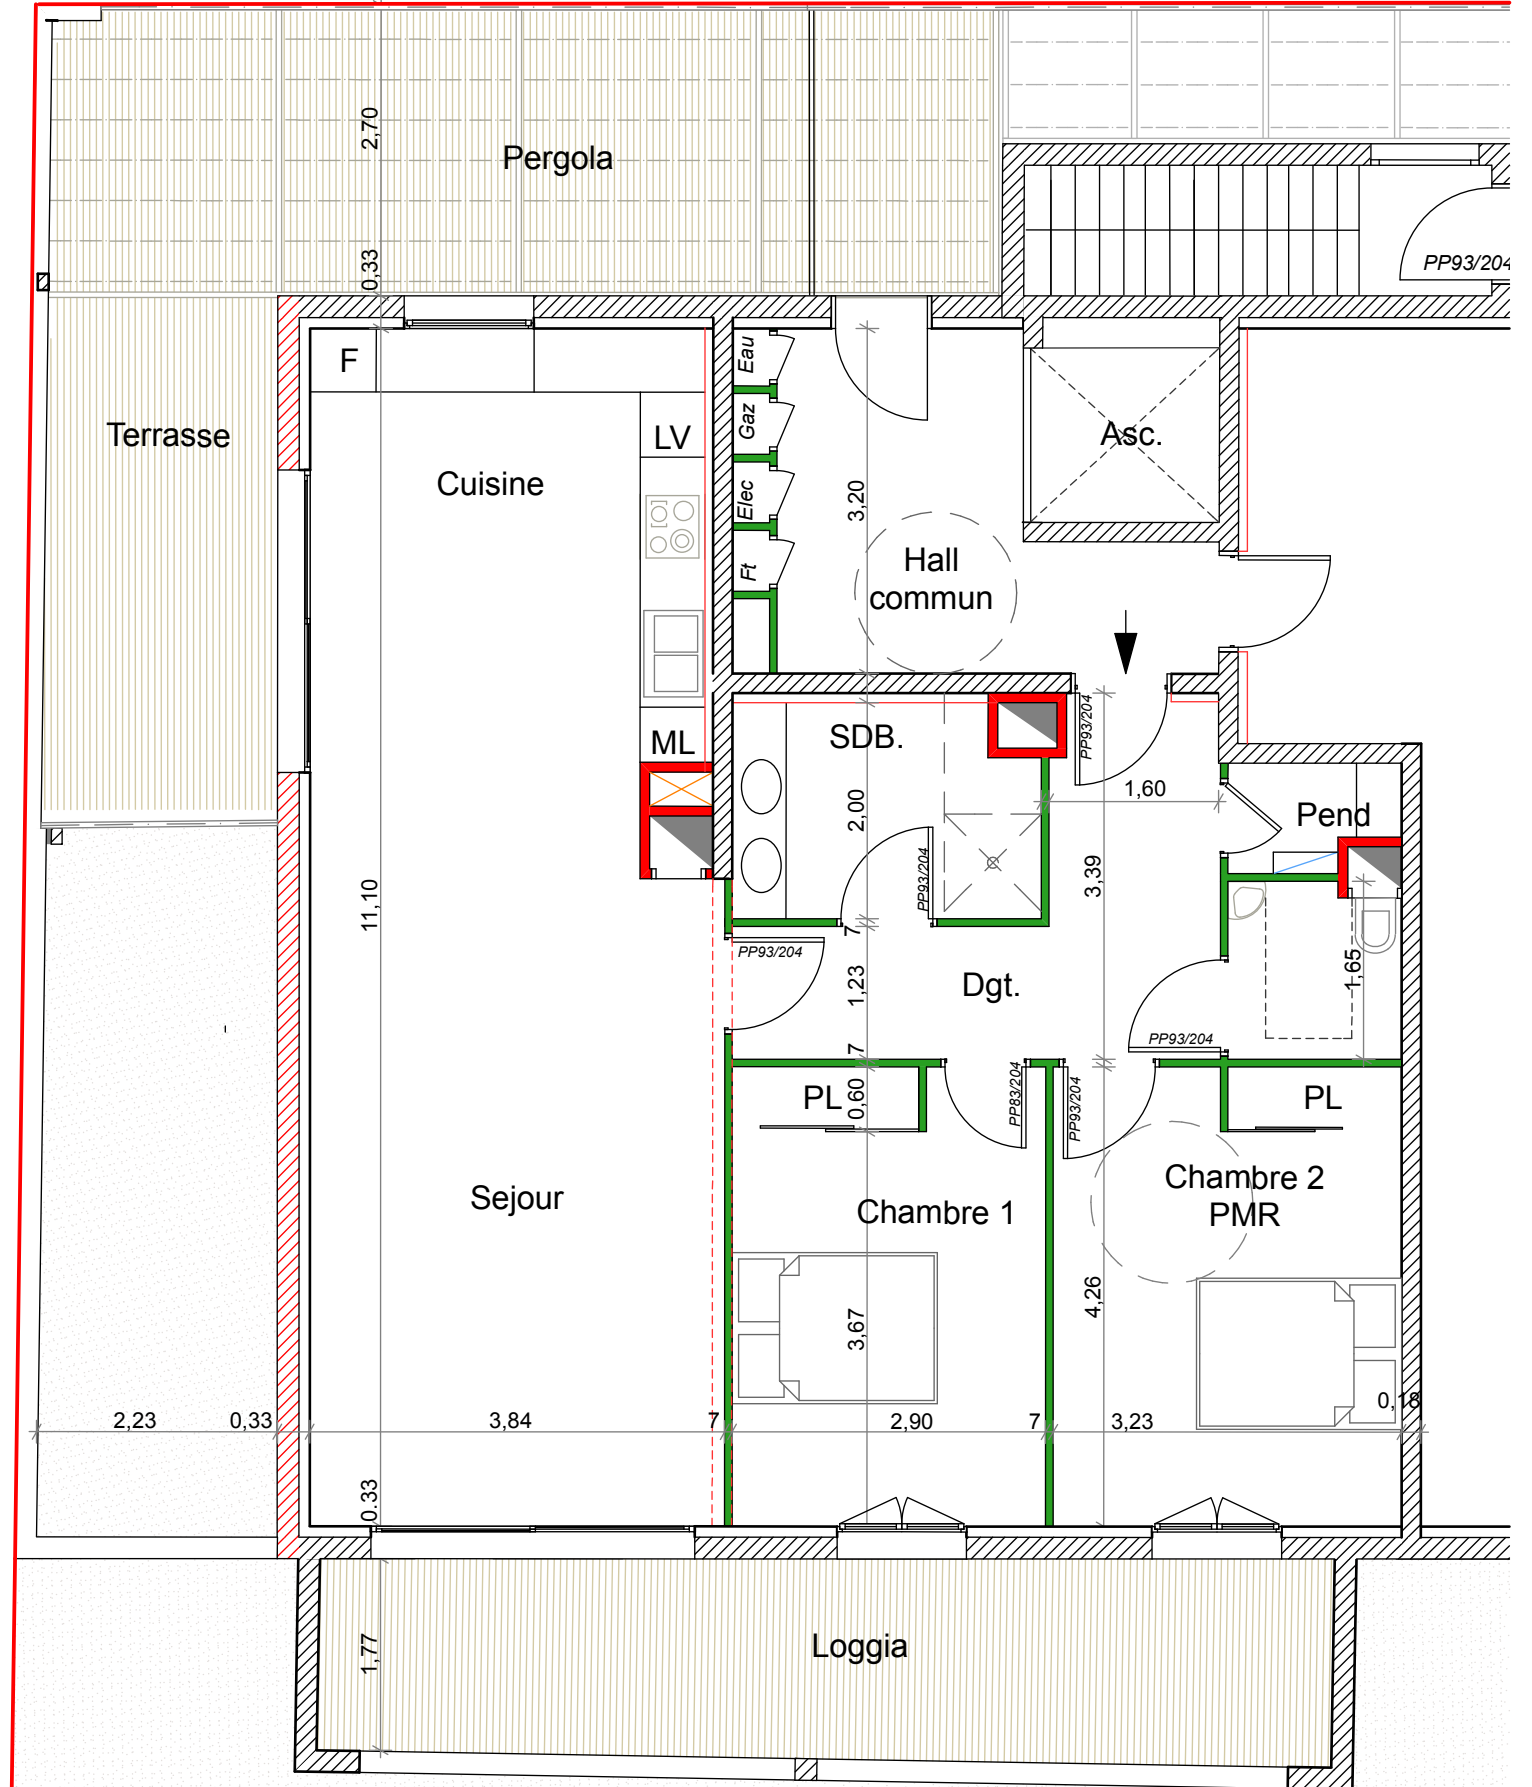 2,70
Pergola
0,33
PP93/204
F
Eau
Terrasse
LV
Gaz
Asc.
Cuisine
Elec
3,20
Hall
commun
Ft
ML
SDB.
PP93/204
2,00
1,60
Pend
11,10
PP93/204
3,39
7
PP93/204
1,23
Dgt.
1,65
7
PP93/204
PL
0,60
PP83/204
PP93/204
PL
Sejour
Chambre 1
Chambre 2
PMR
3,67
4,26
2,23
0,33
3,84
7
2,90
7
3,23
0,18
0.33
1,77
Loggia